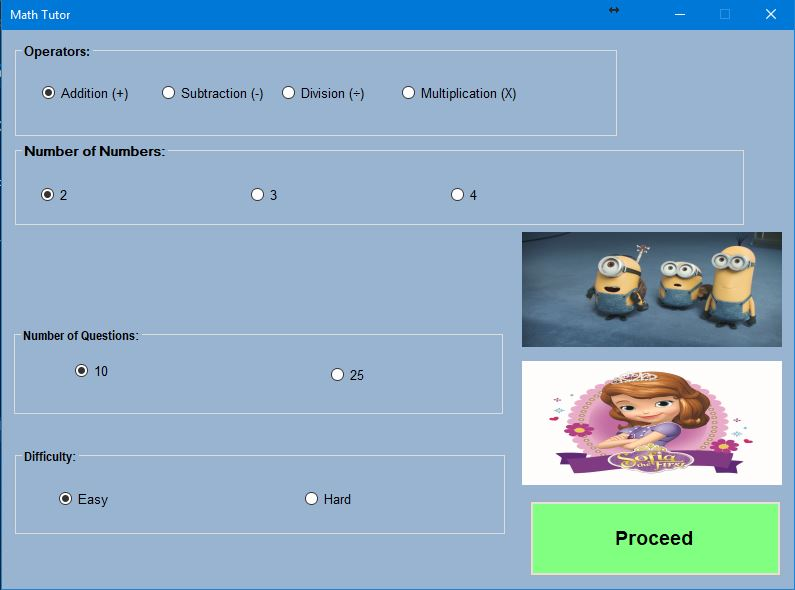 Math Tutor
Operators:
Addition (+) Subtraction (-) Division (÷) Multiplication (X)
Number of Numbers:
2 3 4
Number of Questions:
10 25
Sofia
the First
Difficulty:
Easy Hard
Proceed